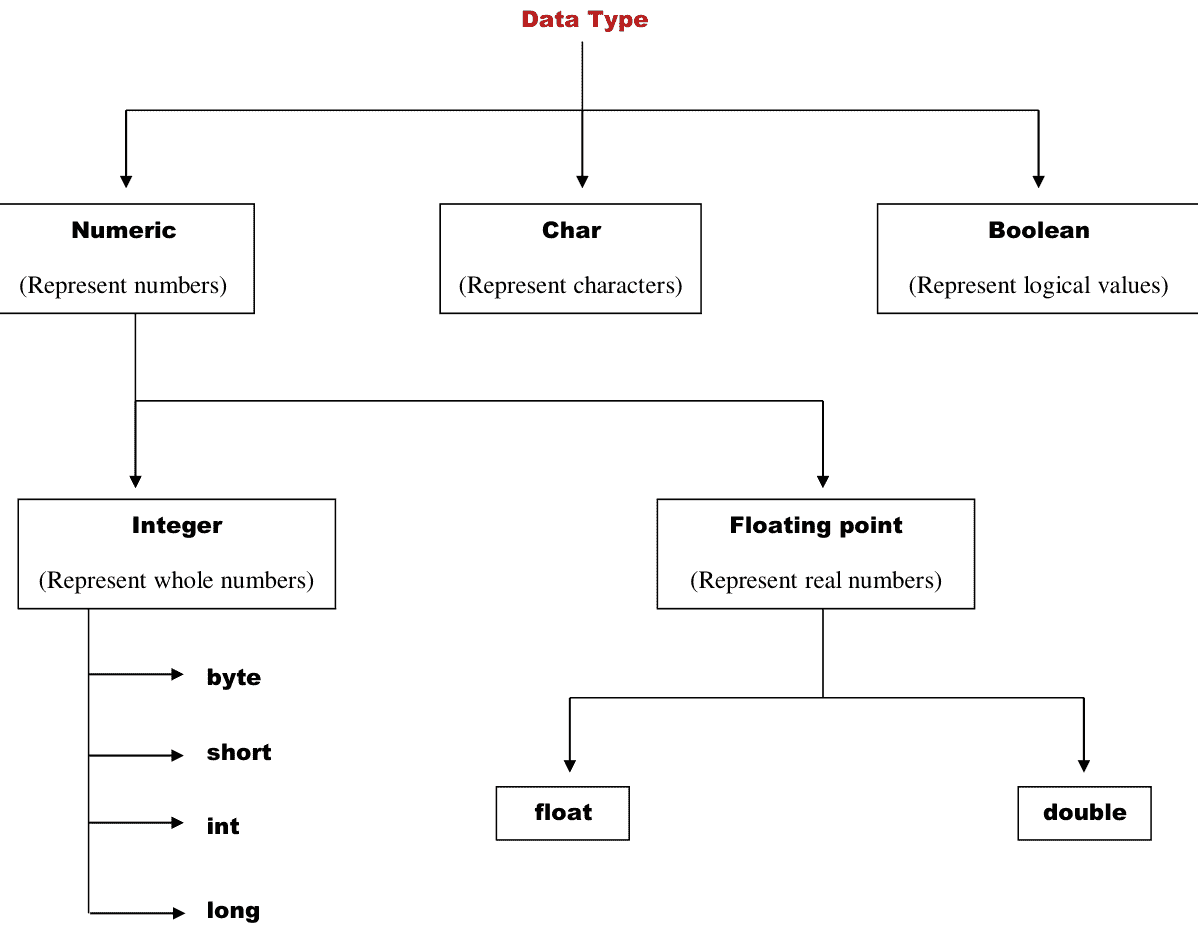 Data Type
Numeric
(Represent numbers)
Char
(Represent characters)
Boolean
(Represent logical values)
Integer
(Represent whole numbers)
Floating point
(Represent real numbers)
byte
short
int
long
float
double